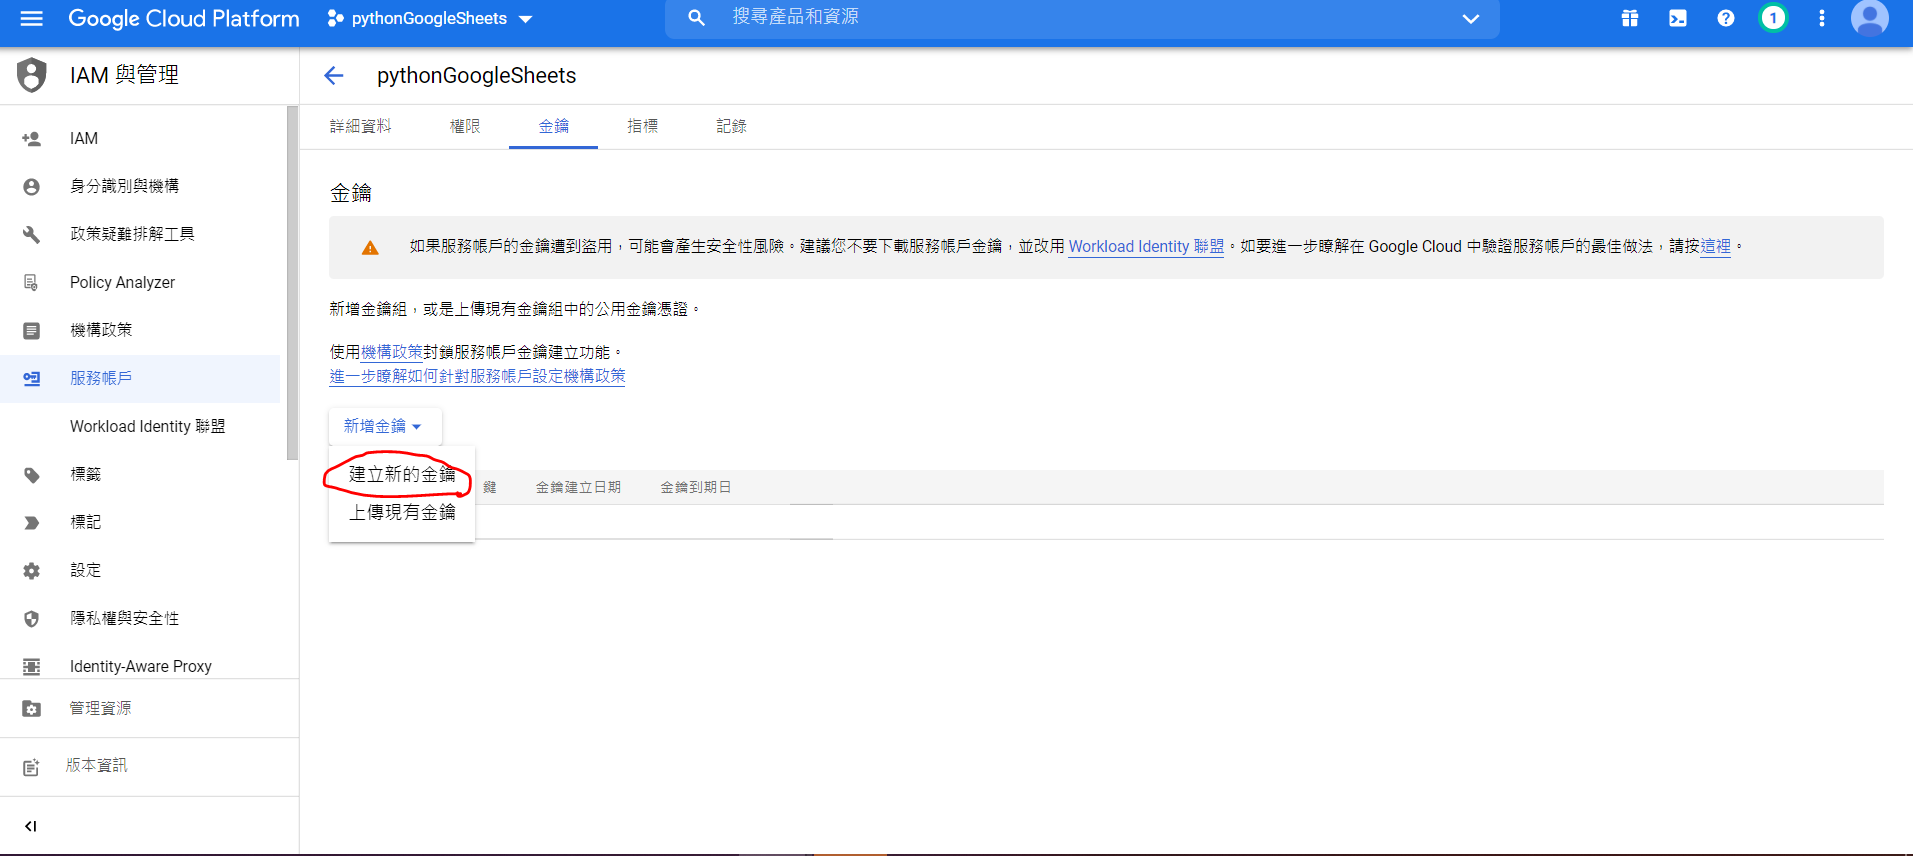 Google Cloud Platform
pythonGoogleSheets
搜尋產品和資源
1
IAM 與管理
pythonGoogleSheets
詳細資料
權限
金鑰
指標
記錄
IAM
身分識別與機構
政策疑難排解工具
Policy Analyzer
機構政策
服務帳戶
Workload Identity 聯盟
標籤
標記
設定
隱私權與安全性
Identity-Aware Proxy
管理資源
版本資訊
金鑰
如果服務帳戶的金鑰遭到盜用，可能會產生安全性風險。建議您不要下載服務帳戶金鑰，並改用 Workload Identity 聯盟。如要進一步瞭解在 Google Cloud 中驗證服務帳戶的最佳做法，請按這裡。
新增金鑰組，或是上傳現有金鑰組中的公用金鑰憑證。
使用機構政策封鎖服務帳戶金鑰建立功能。
進一步瞭解如何針對服務帳戶設定機構政策
新增金鑰
建立新的金鑰
上傳現有金鑰
鍵
金鑰建立日期
金鑰到期日